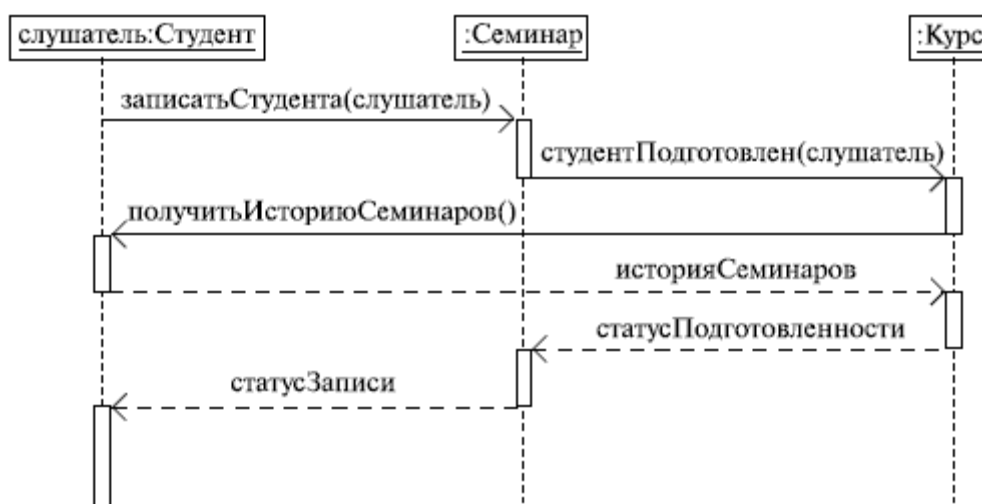 слушатель:Студент
:Семинар
:Курс
записатьСтудента(слушатель)
студентПодготовлен(слушатель)
получитьИсториюСеминаров()
историяСеминаров
статусПодготовленности
статусЗаписи